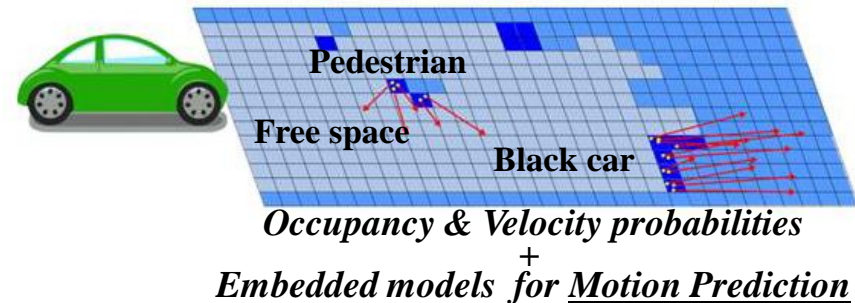 Pedestrian
Free space
Black car
Occupancy & Velocity probabilities
+
Embedded models for Motion Prediction